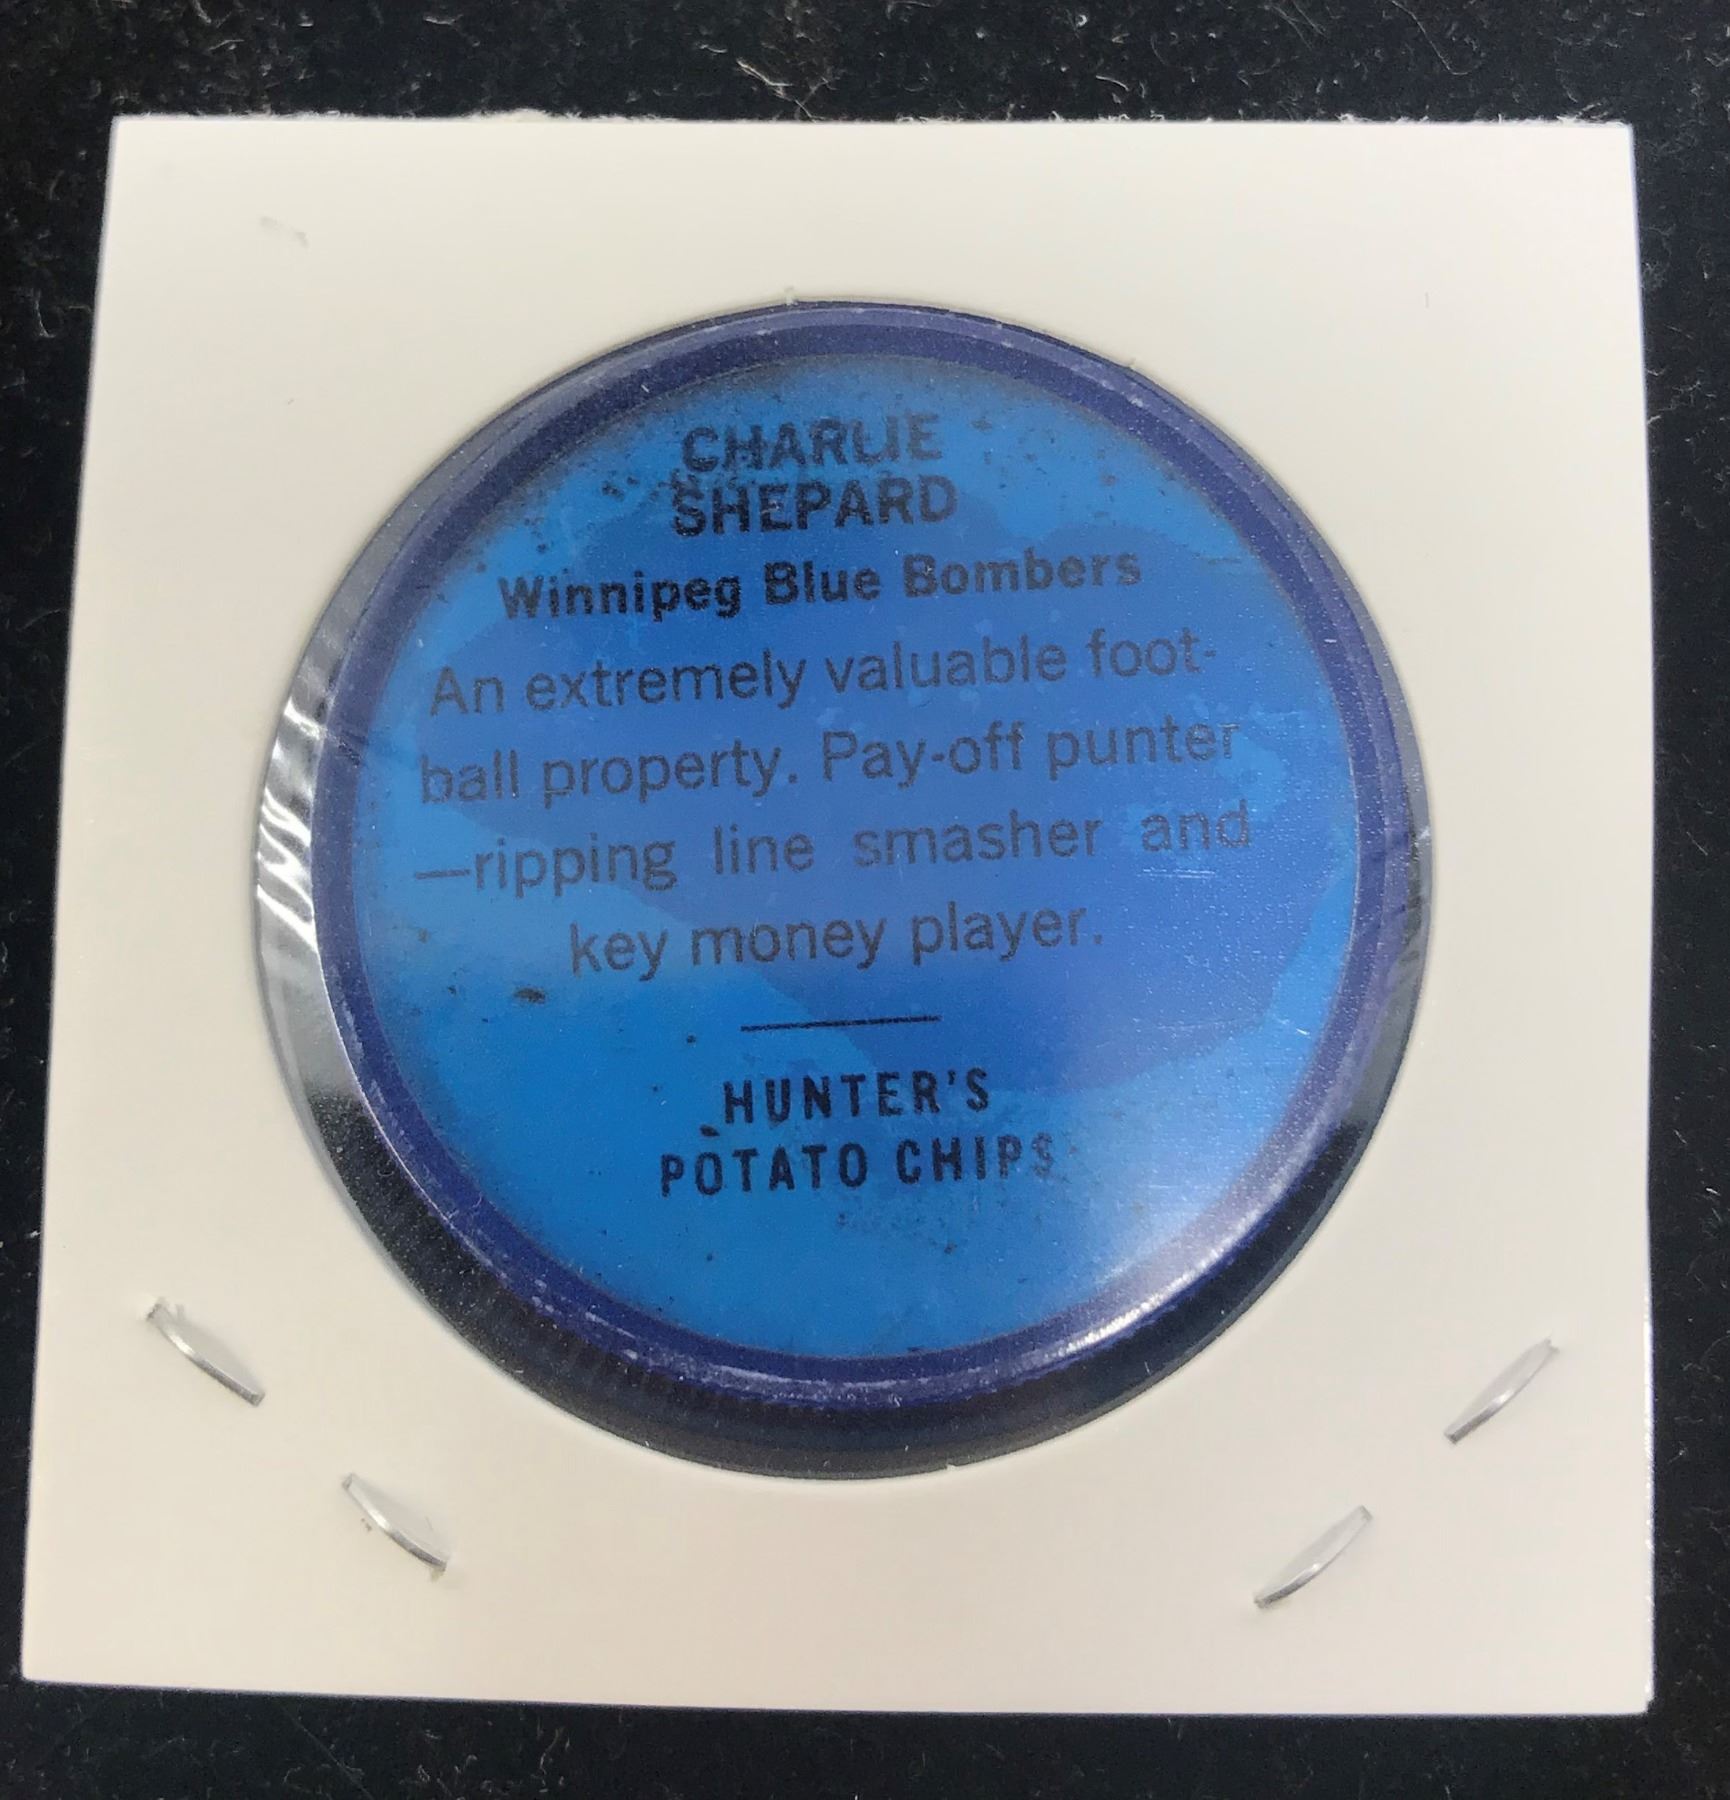 CHARLIE
SHEPARD
Winnipeg Blue Bombers
An extremely valuable foot-
ball property. Pay-off punter
—ripping line smasher and
key money player.
HUNTER'S
POTATO CHIPS